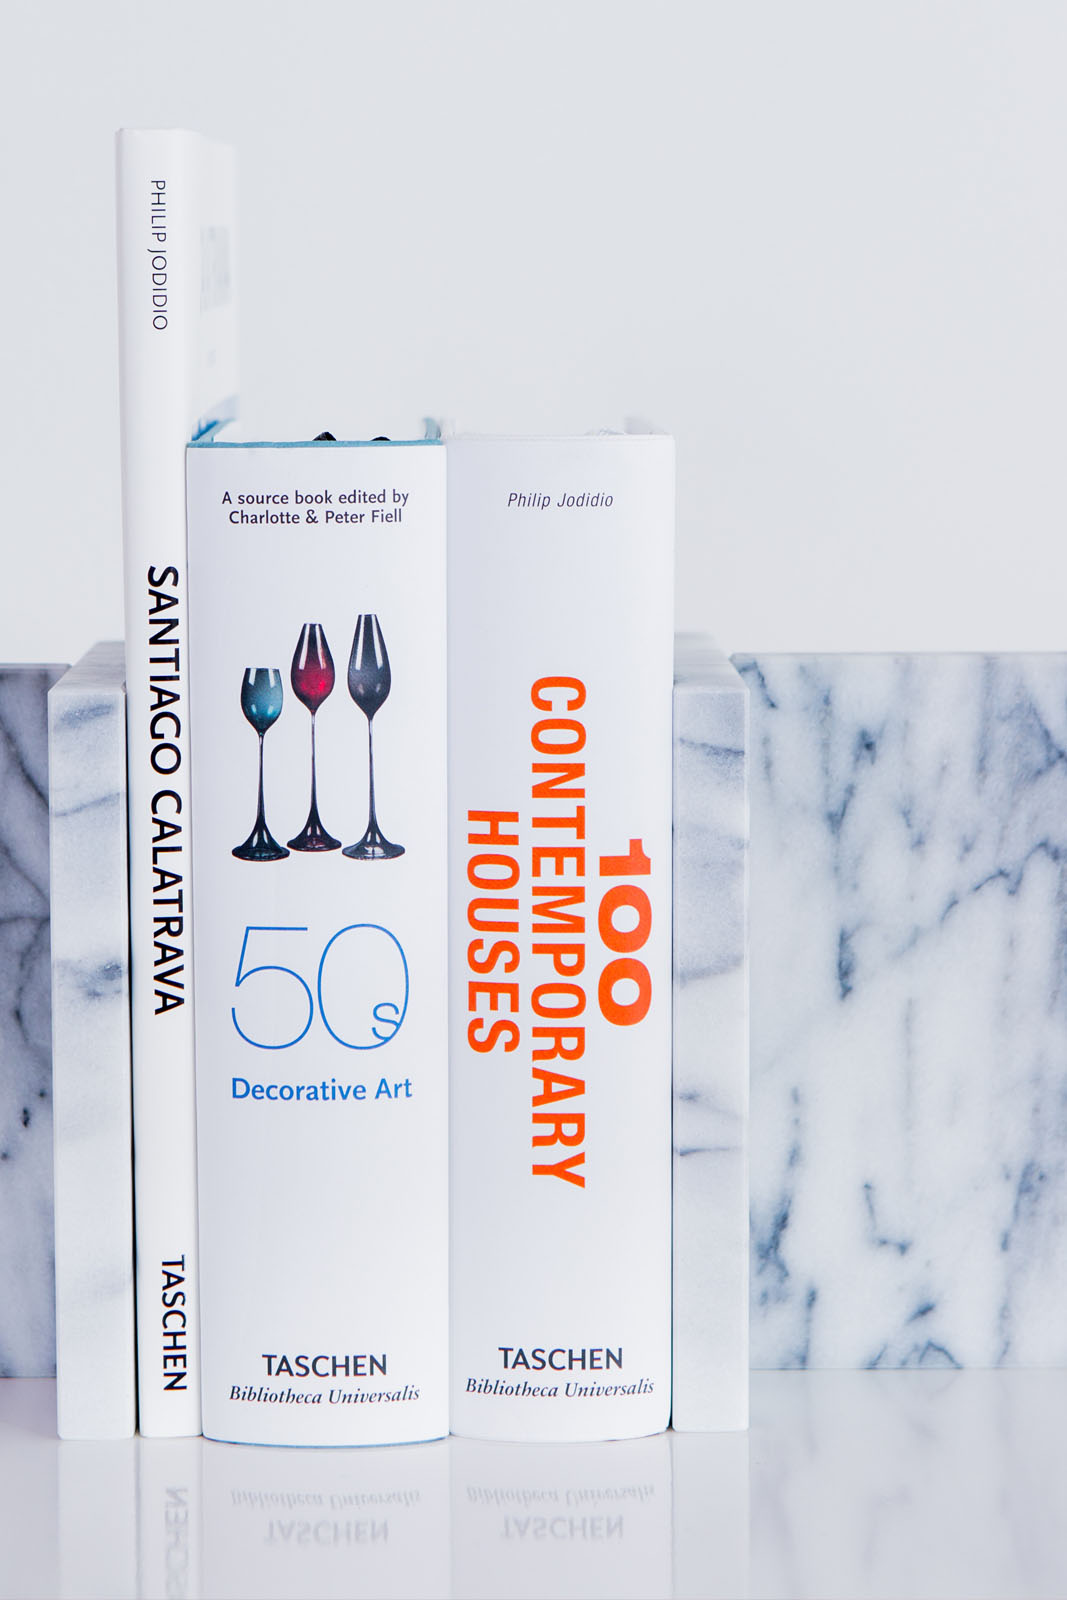 PHILIP JODIDIO
SANTIAGO CALATRAVA
TASCHEN
A source book edited by
Charlotte & Peter Fiell
50s
Decorative Art
TASCHEN
Bibliotheca Universalis
Philip Jodidio
100
CONTEMPORARY
HOUSES
TASCHEN
Bibliotheca Universalis